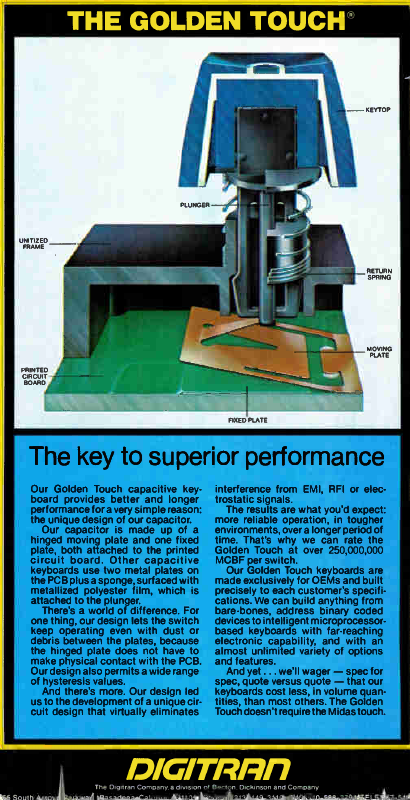 THE GOLDEN TOUCH®
KEYTOP
PLUNGER
UNITIZED
FRAME
RETURN
SPRING
MOVING
PLATE
PRINTED
CIRCUIT
BOARD
FIXED PLATE
The key to superior performance
Our Golden Touch capacitive key-
board provides better and longer
performance for a very simple reason:
the unique design of our capacitor.
Our capacitor is made up of a
hinged moving plate and one fixed
plate, both attached to the printed
circuit board. Other capacitive
keyboards use two metal plates on
the PCB plus a sponge, surfaced with
metallized polyester film, which is
attached to the plunger.
There's a world of difference. For
one thing, our design lets the switch
keep operating even with dust or
debris between the plates, because
the hinged plate does not have to
make physical contact with the PCB.
Our design also permits a wide range
of hysteresis values.
And there's more. Our design led
us to the development of a unique cir-
cuit design that virtually eliminates
interference from EMI, RFI or elec-
trostatic signals.
The results are what you'd expect:
more reliable operation, in tougher
environments, over a longer period of
time. That's why we can rate the
Golden Touch at over 250,000,000
MCBF per switch.
Our Golden Touch keyboards are
made exclusively for OEMs and built
precisely to each customer's specifi-
cations. We can build anything from
bare-bones, address binary coded
devices to intelligent microprocessor-
based keyboards with far-reaching
electronic capability, and with an
almost unlimited variety of options
and features.
And yet . . . we'll wager — spec for
spec, quote versus quote — that our
keyboards cost less, in volume quan-
tities, than most others. The Golden
Touch doesn't require the Midas touch.
DIGITRAN
The Digitran Company, a division of Becton, Dickinson and Company
South Arroyo Parkway Pasadena